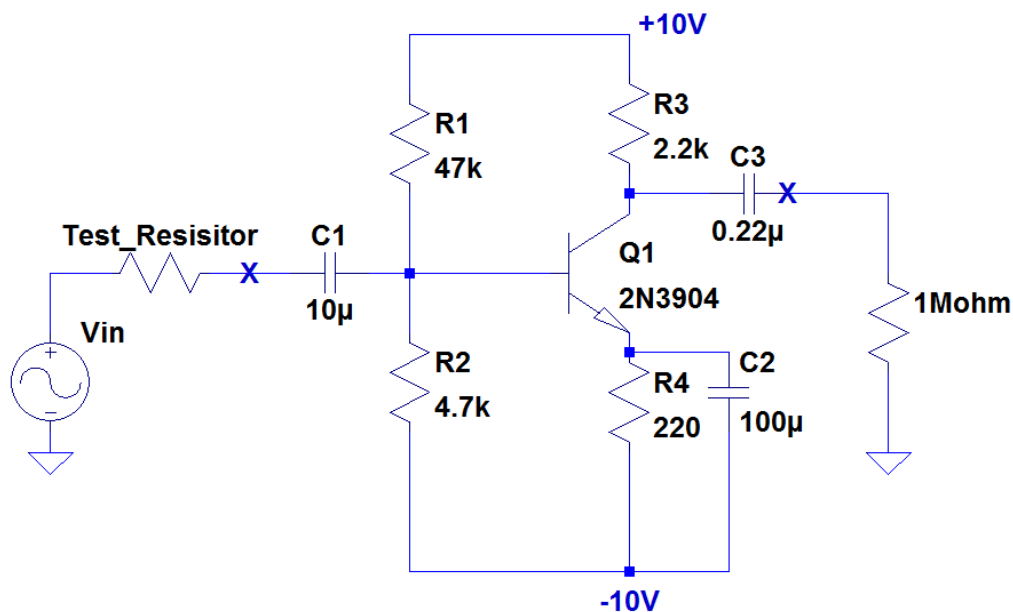 +10V
R1
47k
R3
2.2k
C3
0.22µ
X
Test_Resisitor
X
C1
10µ
Q1
2N3904
1Mohm
Vin
+
−
R2
4.7k
R4
220
C2
100µ
-10V